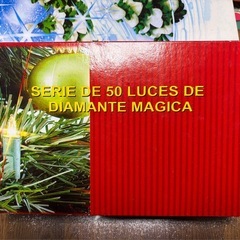 SERIE DE 50 LUCES DE
DIAMANTE MAGICA